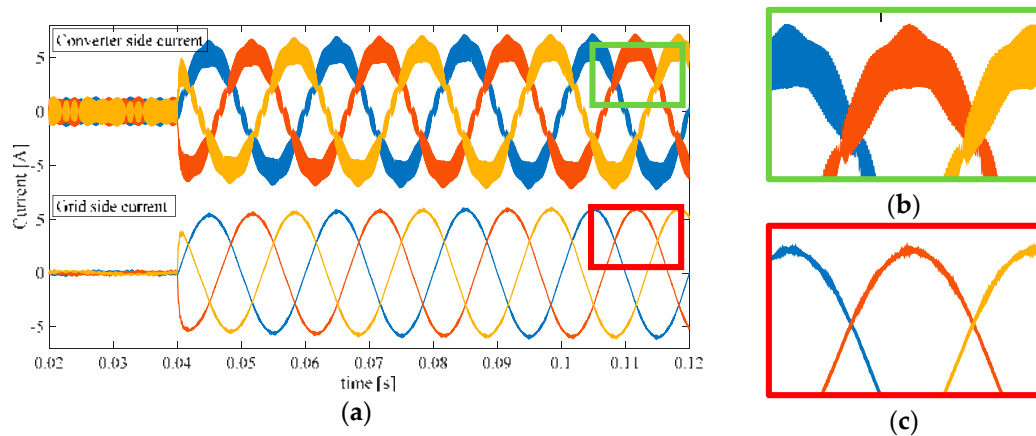 Converter side current
5
0
-5
Current [A]
Grid side current
5
0
-5
0.02 0.03 0.04 0.05 0.06 0.07 0.08 0.09 0.1 0.11 0.12
time [s]
(a)
(b)
(c)